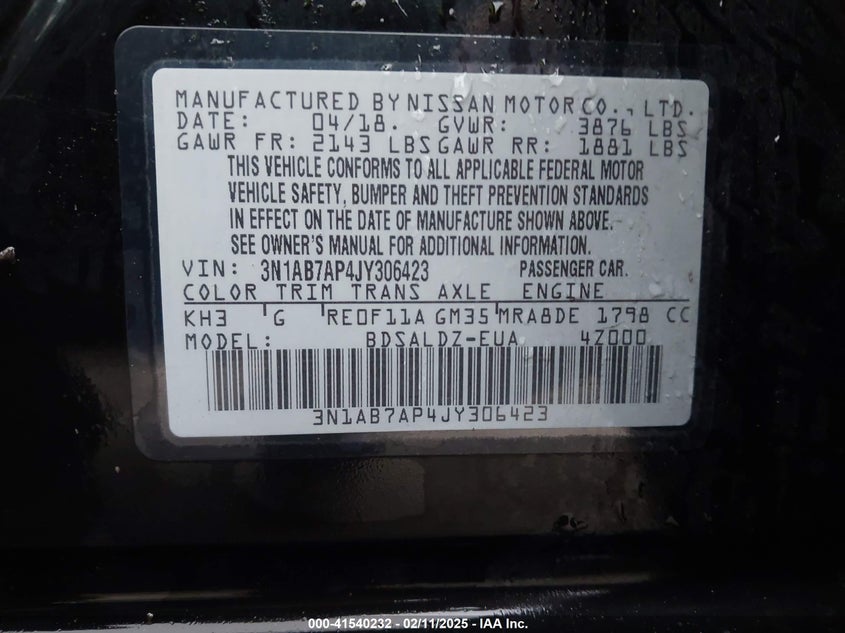 MANUFACTURED BY NISSAN MOTOR CO., LTD.
DATE: 04/18. GVWR: 3876 LBS
GAWR FR: 2143 LBS GAWR RR: 1881 LBS
THIS VEHICLE CONFORMS TO ALL APPLICABLE FEDERAL MOTOR
VEHICLE SAFETY, BUMPER AND THEFT PREVENTION STANDARDS
IN EFFECT ON THE DATE OF MANUFACTURE SHOWN ABOVE.
SEE OWNER'S MANUAL FOR ADDITIONAL INFORMATION.
VIN: 3N1AB7AP4JY306423 PASSENGER CAR.
COLOR TRIM TRANS AXLE ENGINE
KH3 G RE0F11A GM35 MRA8DE 1798 CC
MODEL: BDSALDZ-EUA 4Z000
3N1AB7AP4JY306423
000-41540232 - 02/11/2025 - IAA Inc.